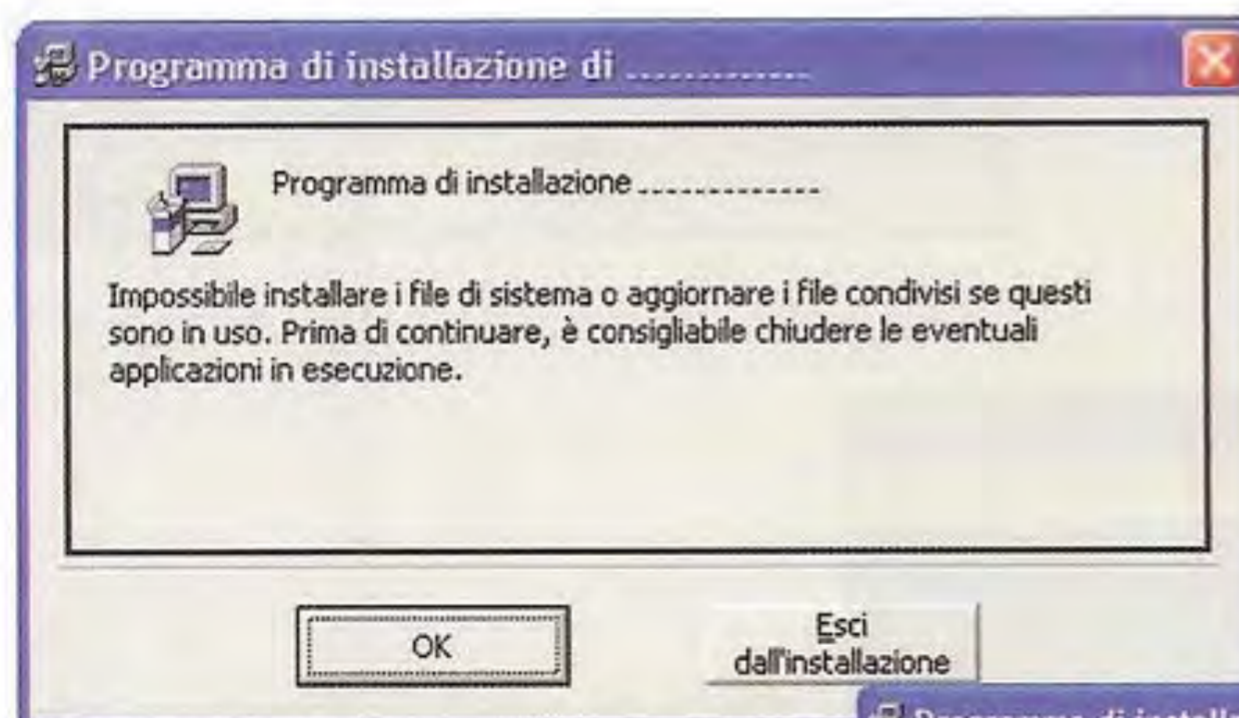 Programma di installazione di .............
Programma di installazione .............
Impossibile installare i file di sistema o aggiornare i file condivisi se questi
sono in uso. Prima di continuare, è consigliabile chiudere le eventuali
applicazioni in esecuzione.
OK
Esci
dall'installazione